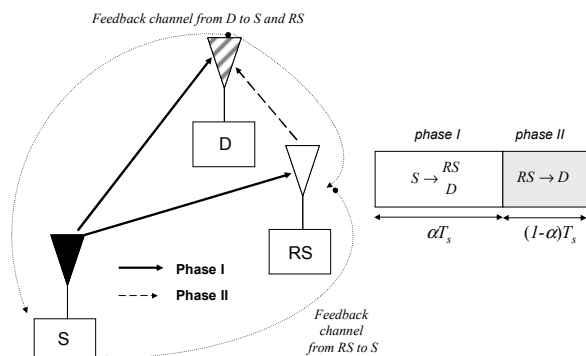 Feedback channel from D to S and RS
D
RS
S
Phase I
Phase II
Feedback
channel
from RS to S
phase I phase II
S → RS
D
RS → D
αTs (1-α)Ts